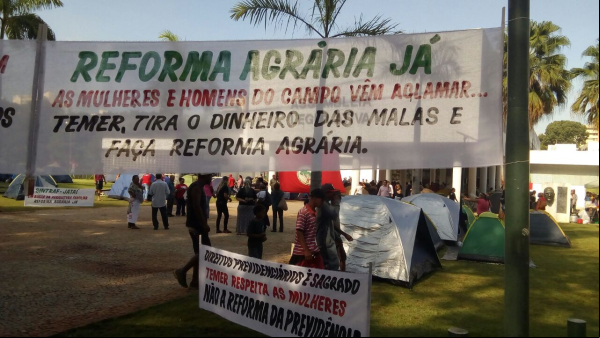 REFORMA AGRÁRIA JÁ
AS MULHERES E HOMENS DO CAMPO VÊM ACLAMAR...
TEMER, TIRA O DINHEIRO DAS MALAS E
FAÇA REFORMA AGRÁRIA.
DIREITOS PREVIDENCIÁRIOS É SAGRADO
TEMER RESPEITA AS MULHERES
NÃO A REFORMA DA PREVIDÊNCIA